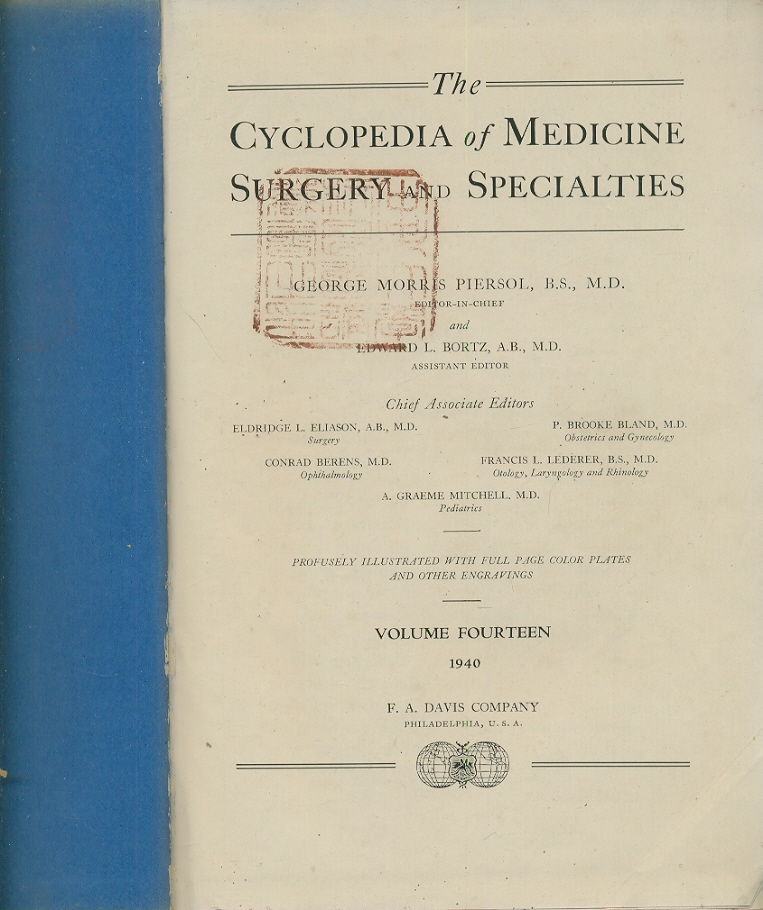 The
CYCLOPEDIA of MEDICINE
SURGERY AND SPECIALTIES
GEORGE MORRIS PIERSOL, B.S., M.D.
EDITOR-IN-CHIEF
and
EDWARD L. BORTZ, A.B., M.D.
ASSISTANT EDITOR
Chief Associate Editors
ELDRIDGE L. ELIASON, A.B., M.D.
Surgery
P. BROOKE BLAND, M.D.
Obstetrics and Gynecology
CONRAD BERENS, M.D.
Ophthalmology
FRANCIS L. LEDERER, B.S., M.D.
Otology, Laryngology and Rhinology
A. GRAEME MITCHELL, M.D.
Pediatrics
PROFUSELY ILLUSTRATED WITH FULL PAGE COLOR PLATES
AND OTHER ENGRAVINGS
VOLUME FOURTEEN
1940
F. A. DAVIS COMPANY
PHILADELPHIA, U. S. A.